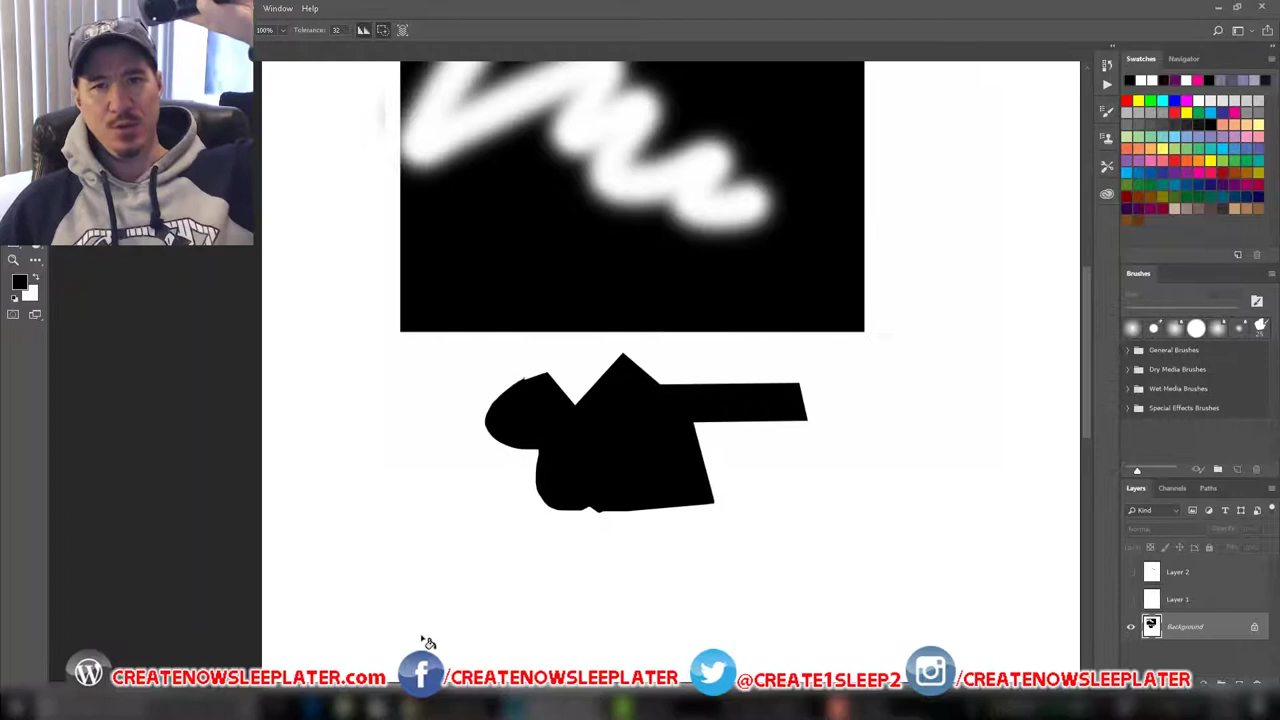 Window Help
100% Tolerance: 32
Swatches Navigator
Brushes
25
General Brushes
Dry Media Brushes
Wet Media Brushes
Special Effects Brushes
Layers Channels Paths
Kind
Layer 2
Layer 1
Background
CREATENOWSLEEPLATER.com /CREATENOWSLEEPLATER @CREATE1SLEEP2 /CREATENOWSLEEPLATER